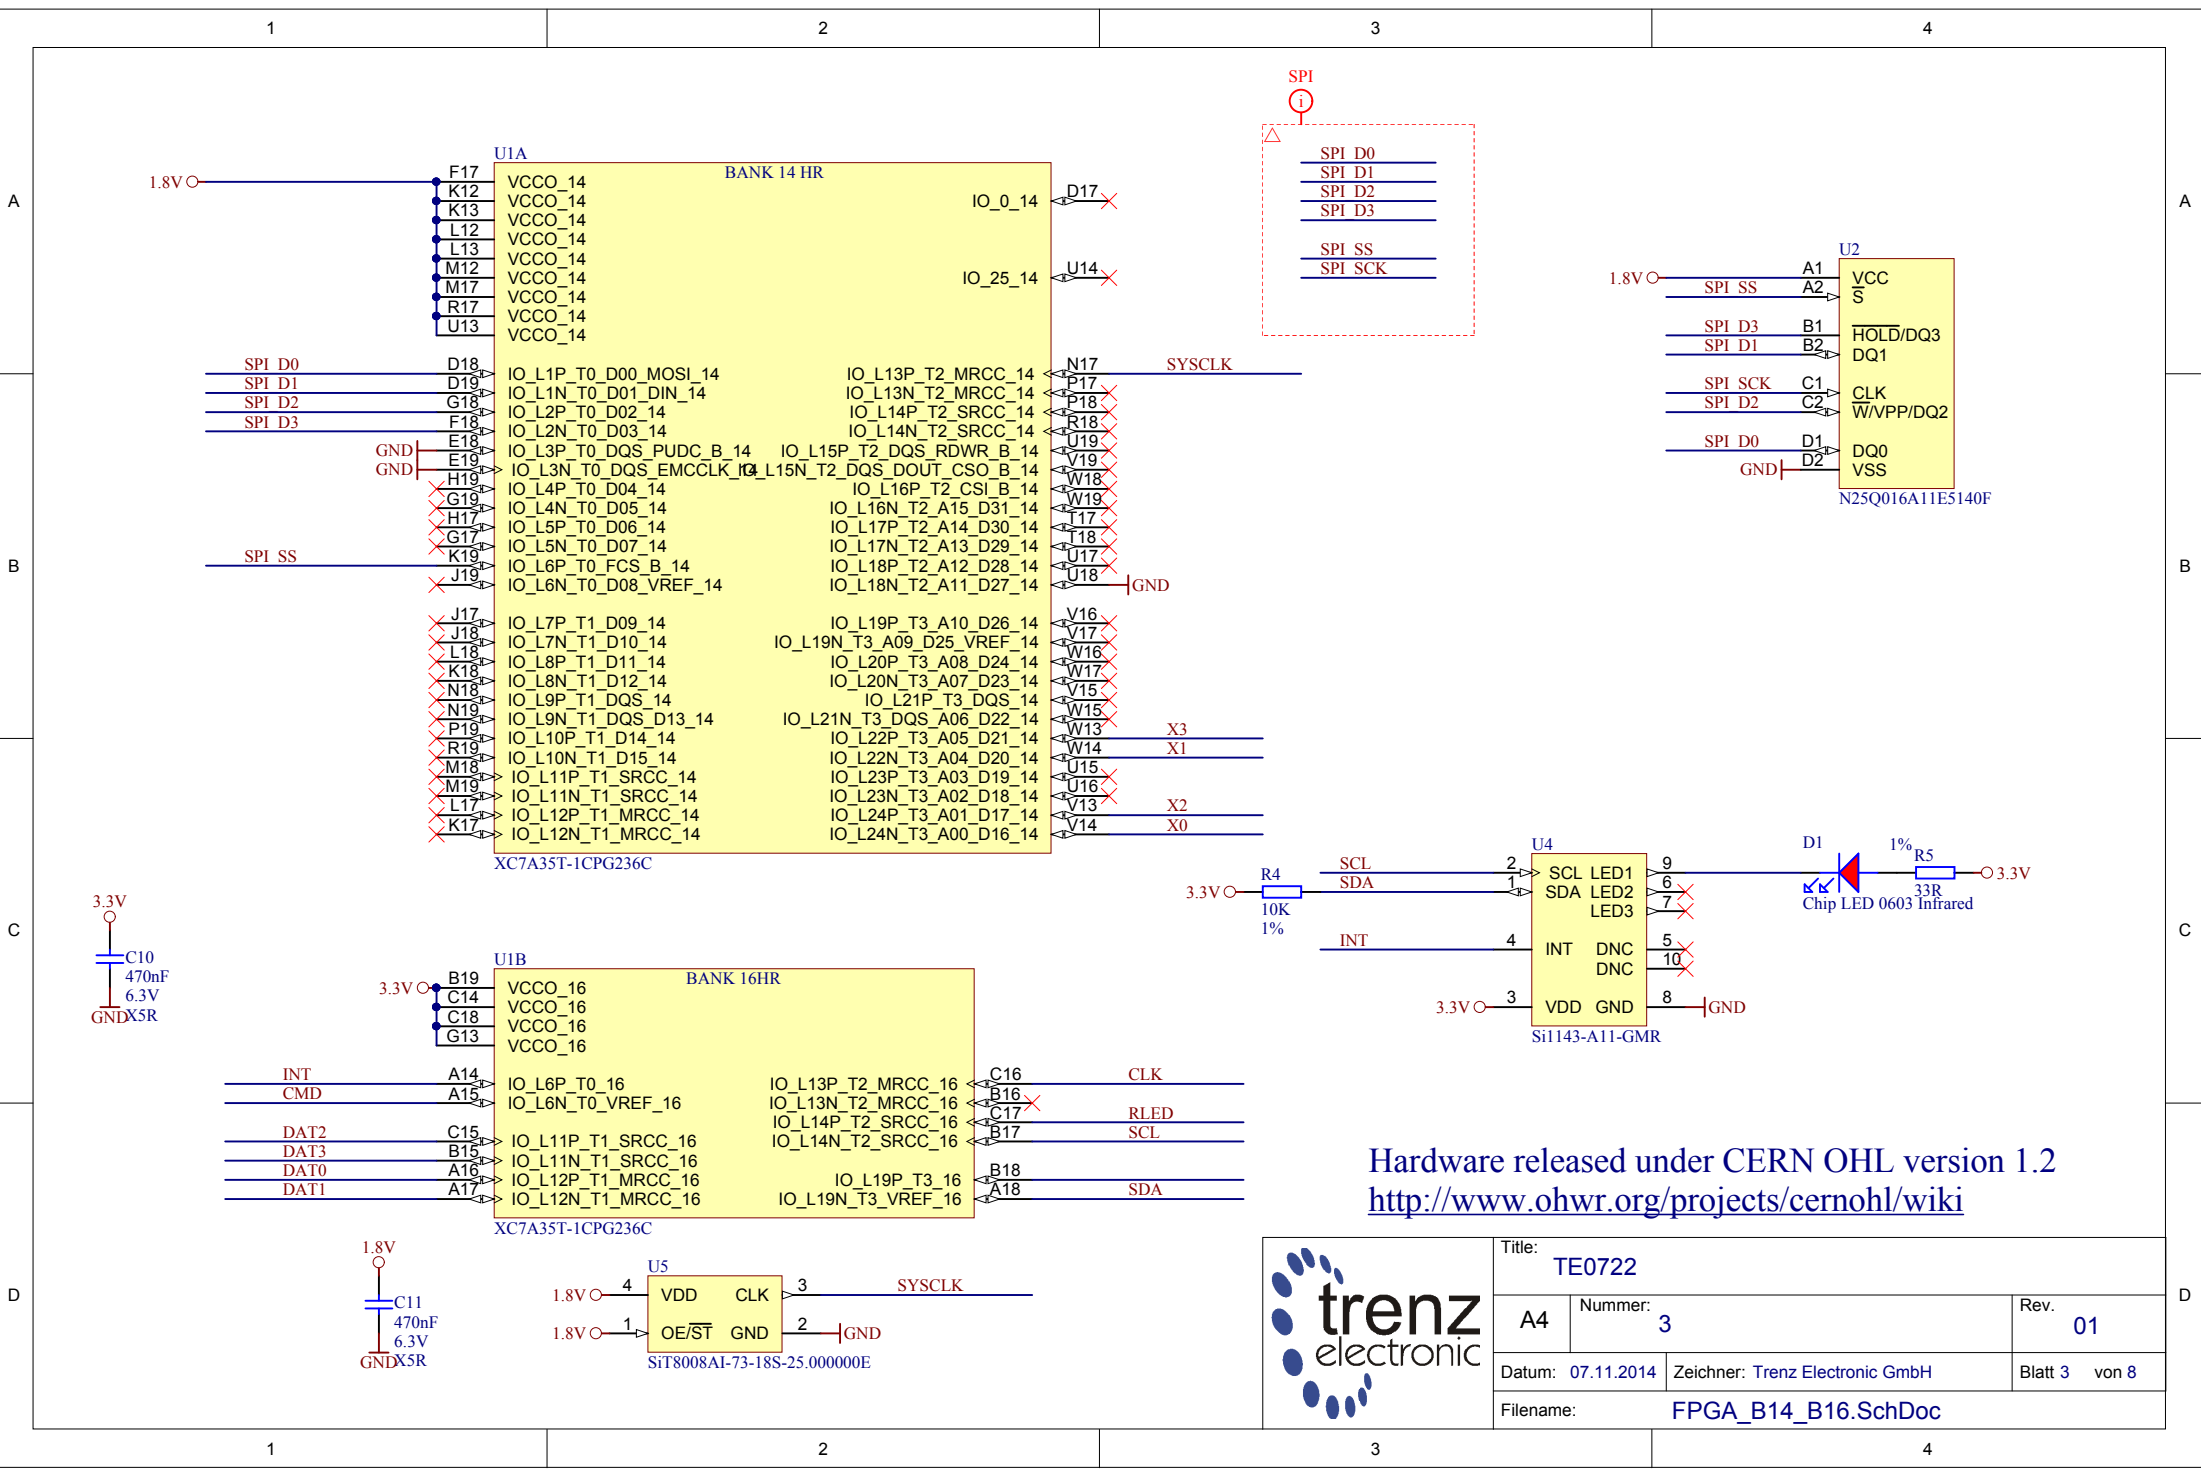 1 2 3 4
A
B
C
D
A
B
C
D
U1A
BANK 14 HR
1.8V
F17 VCCO_14
K12 VCCO_14
K13 VCCO_14
L12 VCCO_14
L13 VCCO_14
M12 VCCO_14
M17 VCCO_14
R17 VCCO_14
U13 VCCO_14
SPI_D0 D18 IO_L1P_T0_D00_MOSI_14
SPI_D1 D19 IO_L1N_T0_D01_DIN_14
SPI_D2 G18 IO_L2P_T0_D02_14
SPI_D3 F18 IO_L2N_T0_D03_14
GND E18 IO_L3P_T0_DQS_PUDC_B_14
GND E19 IO_L3N_T0_DQS_EMCCLK_14
H19 IO_L4P_T0_D04_14
G19 IO_L4N_T0_D05_14
H17 IO_L5P_T0_D06_14
G17 IO_L5N_T0_D07_14
SPI_SS K19 IO_L6P_T0_FCS_B_14
J19 IO_L6N_T0_D08_VREF_14
J17 IO_L7P_T1_D09_14
J18 IO_L7N_T1_D10_14
L18 IO_L8P_T1_D11_14
K18 IO_L8N_T1_D12_14
N18 IO_L9P_T1_DQS_14
N19 IO_L9N_T1_DQS_D13_14
P19 IO_L10P_T1_D14_14
R19 IO_L10N_T1_D15_14
M18 IO_L11P_T1_SRCC_14
M19 IO_L11N_T1_SRCC_14
L17 IO_L12P_T1_MRCC_14
K17 IO_L12N_T1_MRCC_14
IO_0_14 D17
IO_25_14 U14
IO_L13P_T2_MRCC_14 N17 SYSCLK
IO_L13N_T2_MRCC_14 P17
IO_L14P_T2_SRCC_14 P18
IO_L14N_T2_SRCC_14 R18
IO_L15P_T2_DQS_RDWR_B_14 U19
IO_L15N_T2_DQS_DOUT_CSO_B_14 V19
IO_L16P_T2_CSI_B_14 W18
IO_L16N_T2_A15_D31_14 W19
IO_L17P_T2_A14_D30_14 T17
IO_L17N_T2_A13_D29_14 T18
IO_L18P_T2_A12_D28_14 U17
IO_L18N_T2_A11_D27_14 U18 GND
IO_L19P_T3_A10_D26_14 V16
IO_L19N_T3_A09_D25_VREF_14 V17
IO_L20P_T3_A08_D24_14 W16
IO_L20N_T3_A07_D23_14 W17
IO_L21P_T3_DQS_14 V15
IO_L21N_T3_DQS_A06_D22_14 W15
IO_L22P_T3_A05_D21_14 W13 X3
IO_L22N_T3_A04_D20_14 W14 X1
IO_L23P_T3_A03_D19_14 U15
IO_L23N_T3_A02_D18_14 U16
IO_L24P_T3_A01_D17_14 V13 X2
IO_L24N_T3_A00_D16_14 V14 X0
XC7A35T-1CPG236C
SPI
i
SPI_D0
SPI_D1
SPI_D2
SPI_D3
SPI_SS
SPI_SCK
U2
1.8V A1 VCC
SPI_SS A2 S
SPI_D3 B1 HOLD/DQ3
SPI_D1 B2 DQ1
SPI_SCK C1 CLK
SPI_D2 C2 W/VPP/DQ2
SPI_D0 D1 DQ0
GND D2 VSS
N25Q016A11E5140F
3.3V
C10
470nF
6.3V
X5R
GND
U4
SCL 2 SCL LED1 9
3.3V R4 SDA 1 SDA LED2 6
10K
1%
LED3 7
INT 4 INT DNC 5
DNC 10
3.3V 3 VDD GND 8 GND
Si1143-A11-GMR
D1
1%
R5
3.3V
33R
Chip LED 0603 Infrared
U1B
BANK 16HR
3.3V B19 VCCO_16
C14 VCCO_16
C18 VCCO_16
G13 VCCO_16
INT A14 IO_L6P_T0_16
CMD A15 IO_L6N_T0_VREF_16
DAT2 C15 IO_L11P_T1_SRCC_16
DAT3 B15 IO_L11N_T1_SRCC_16
DAT0 A16 IO_L12P_T1_MRCC_16
DAT1 A17 IO_L12N_T1_MRCC_16
IO_L13P_T2_MRCC_16 C16 CLK
IO_L13N_T2_MRCC_16 B16
IO_L14P_T2_SRCC_16 C17 RLED
IO_L14N_T2_SRCC_16 B17 SCL
IO_L19P_T3_16 B18
IO_L19N_T3_VREF_16 A18 SDA
XC7A35T-1CPG236C
1.8V
C11
470nF
6.3V
X5R
GND
U5
1.8V 4 VDD CLK 3 SYSCLK
1.8V 1 OE/ST GND 2 GND
SiT8008AI-73-18S-25.000000E
Hardware released under CERN OHL version 1.2
http://www.ohwr.org/projects/cernohl/wiki
trenz
electronic
Title:
TE0722
A4 Nummer: 3 Rev. 01
Datum: 07.11.2014 Zeichner: Trenz Electronic GmbH Blatt 3 von 8
Filename: FPGA_B14_B16.SchDoc
1 2 3 4